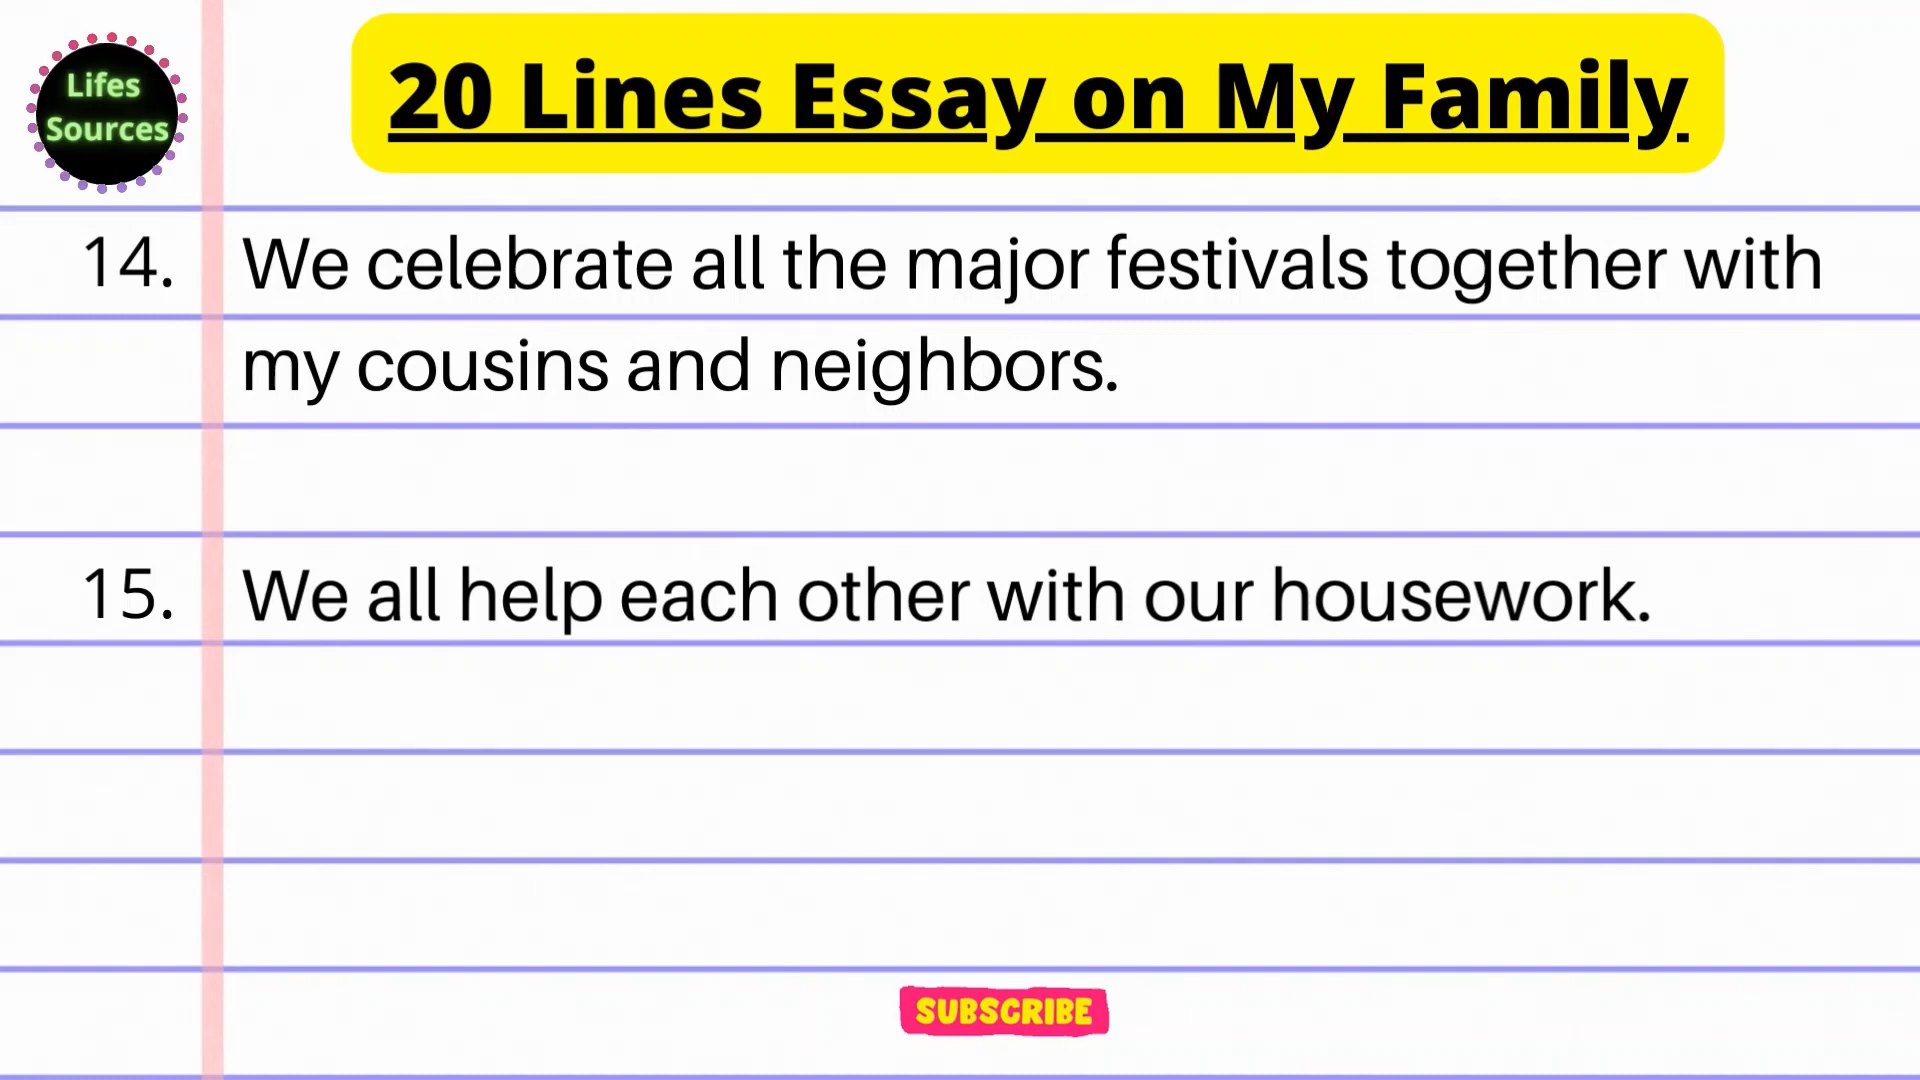 Lifes
Sources
20 Lines Essay on My Family
14. We celebrate all the major festivals together with
my cousins and neighbors.
15. We all help each other with our housework.
SUBSCRIBE